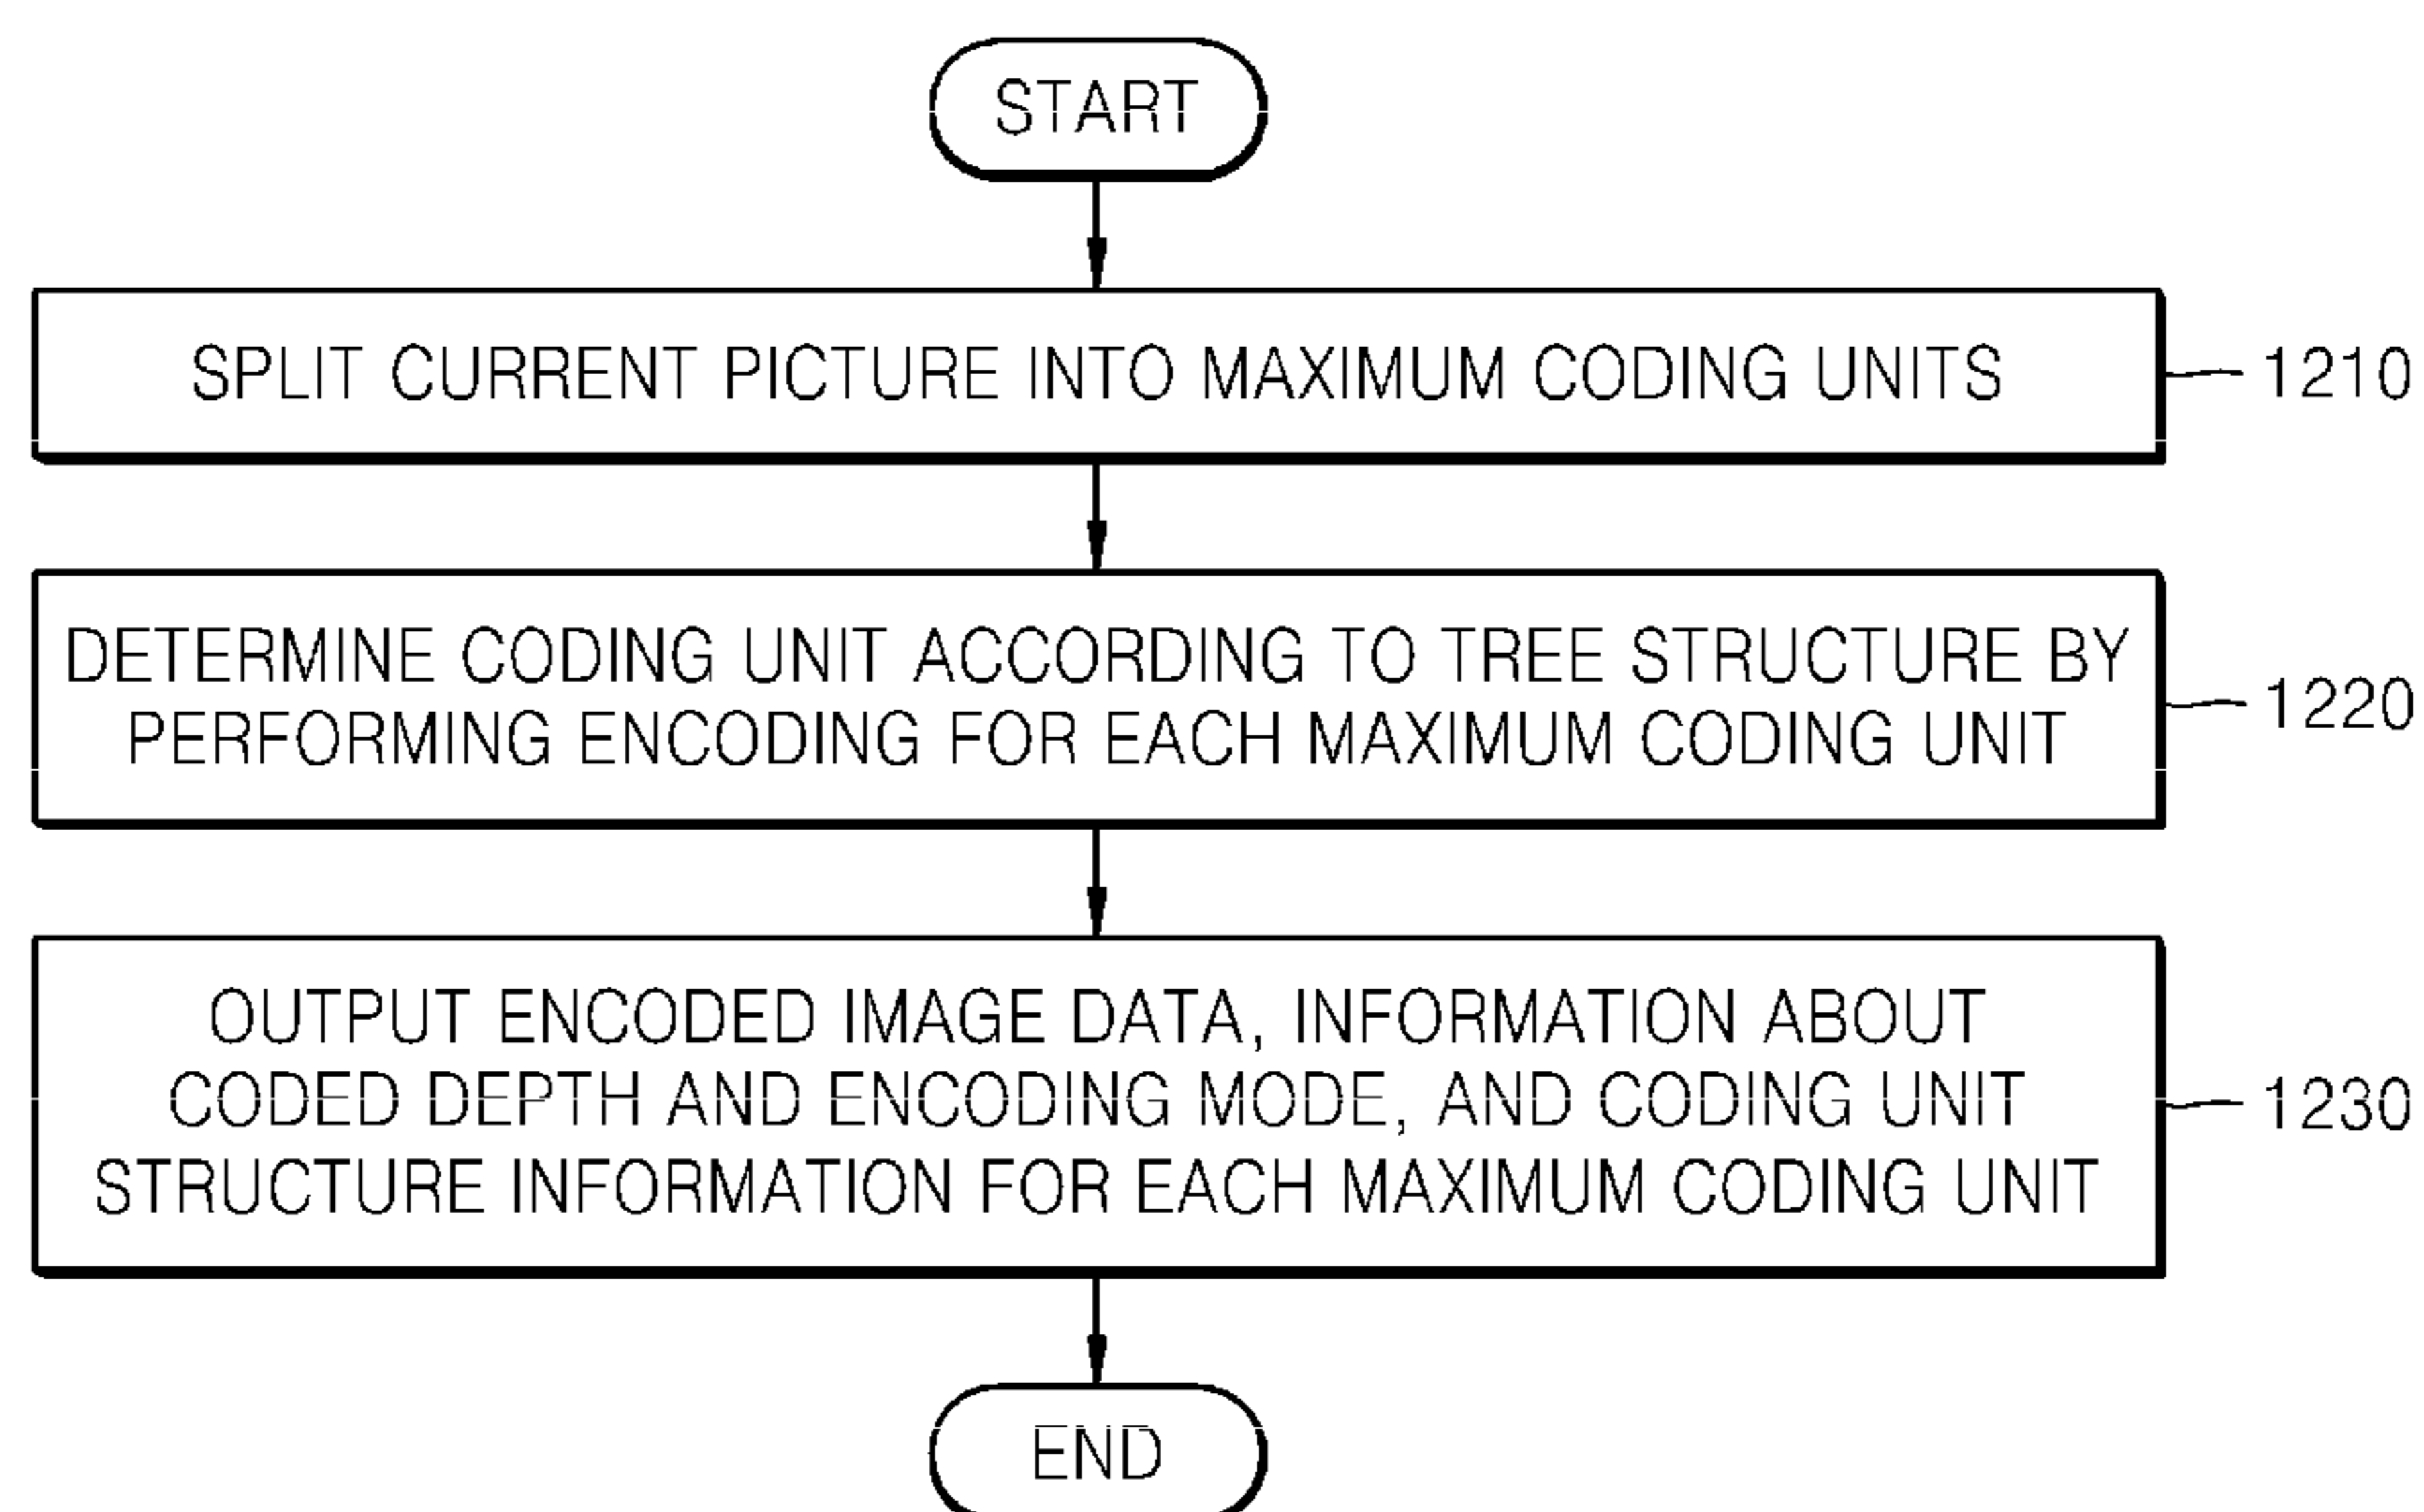 START
SPLIT CURRENT PICTURE INTO MAXIMUM CODING UNITS
1210
DETERMINE CODING UNIT ACCORDING TO TREE STRUCTURE BY
PERFORMING ENCODING FOR EACH MAXIMUM CODING UNIT
1220
OUTPUT ENCODED IMAGE DATA, INFORMATION ABOUT
CODED DEPTH AND ENCODING MODE, AND CODING UNIT
STRUCTURE INFORMATION FOR EACH MAXIMUM CODING UNIT
1230
END